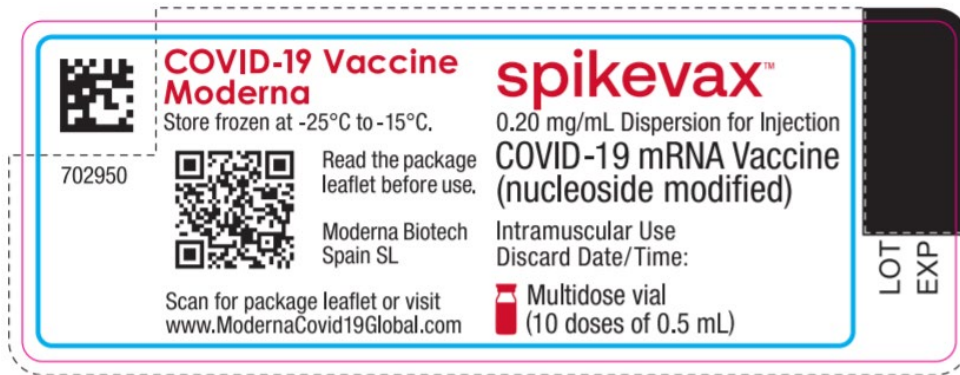 COVID-19 Vaccine
Moderna
Store frozen at -25°C to -15°C.
702950
Read the package
leaflet before use.
Moderna Biotech
Spain SL
Scan for package leaflet or visit
www.ModernaCovid19Global.com
spikevax™
0.20 mg/mL Dispersion for Injection
COVID-19 mRNA Vaccine
(nucleoside modified)
Intramuscular Use
Discard Date/Time:
Multidose vial
(10 doses of 0.5 mL)
LOT
EXP